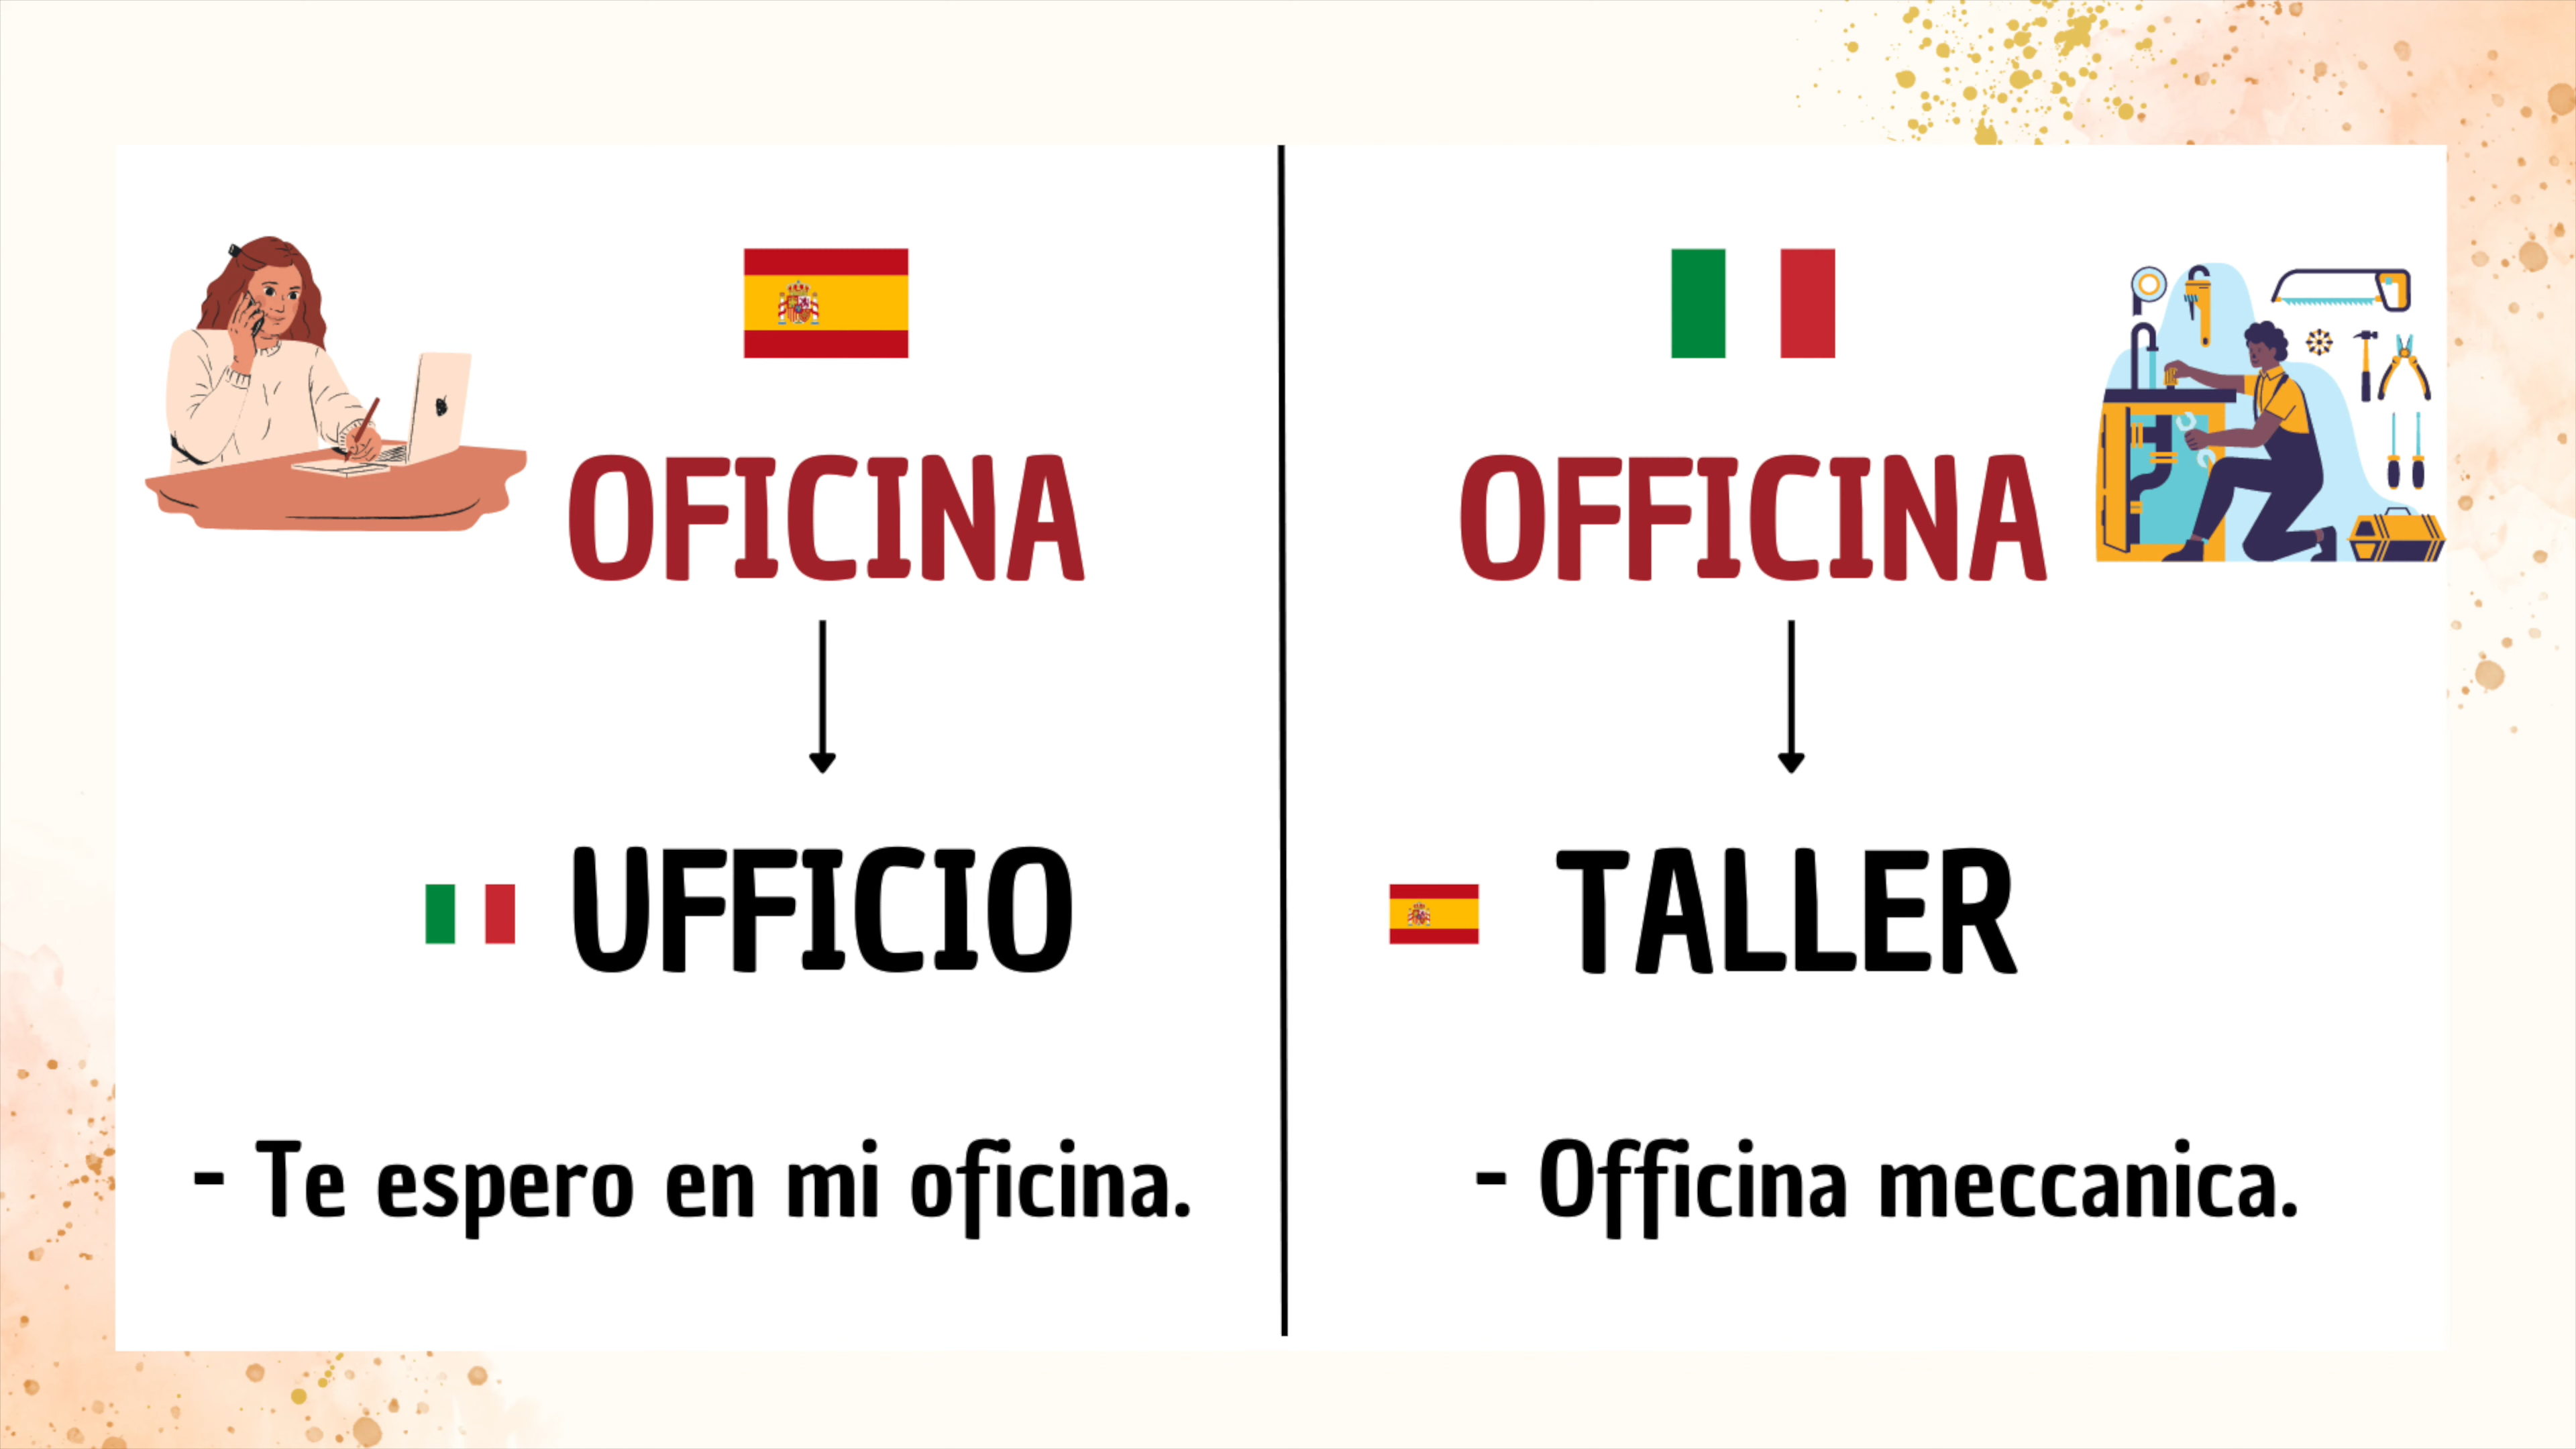 OFICINA
UFFICIO
- Te espero en mi oficina.
OFFICINA
TALLER
- Officina meccanica.